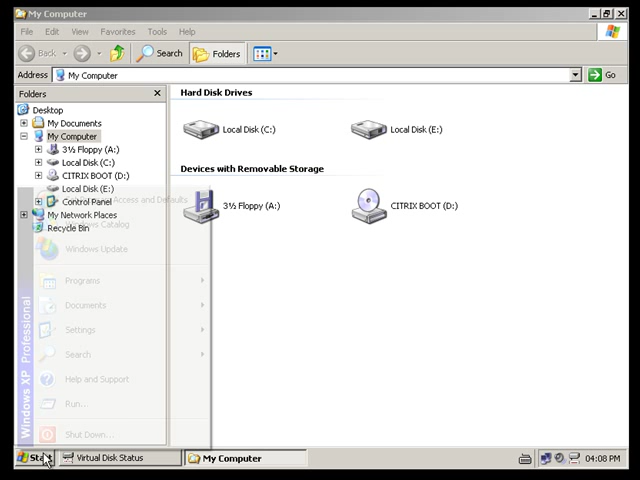 My Computer
File Edit View Favorites Tools Help
Back Search Folders
Address My Computer Go
Folders
Desktop
My Documents
My Computer
3½ Floppy (A:)
Local Disk (C:)
CITRIX BOOT (D:)
Local Disk (E:)
Control Panel
My Network Places
Recycle Bin
Hard Disk Drives
Local Disk (C:) Local Disk (E:)
Devices with Removable Storage
3½ Floppy (A:) CITRIX BOOT (D:)
Access and Defaults
Windows Catalog
Windows Update
Programs
Documents
Settings
Search
Help and Support
Run...
Shut Down...
Windows XP Professional
Start Virtual Disk Status My Computer 04:08 PM